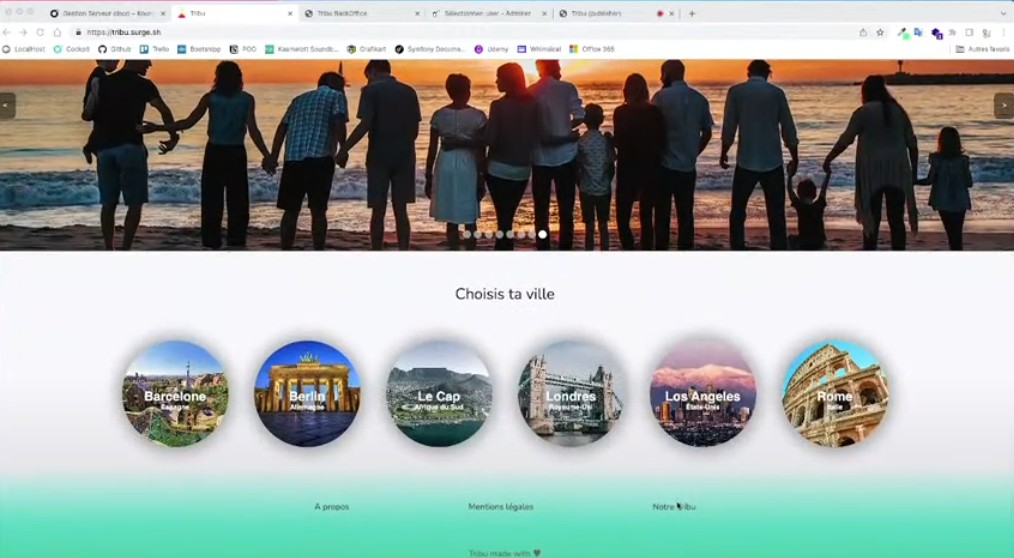 Gestion Serveur cloud – Kour
Tribu
Tribu BackOffice
Sélectionner: user – Adminer
Tribu (publisher)
https://tribu.surge.sh
LocalHost
Cockpit
Github
Trello
Bootsnipp
POO
Kaamelott Soundb...
Grafikart
Symfony Docume...
Udemy
Whimsical
Office 365
Autres favoris
<
>
Choisis ta ville
Barcelone
Espagne
Berlin
Allemagne
Le Cap
Afrique du Sud
Londres
Royaume-Uni
Los Angeles
États-Unis
Rome
Italie
A propos
Mentions légales
Notre Tribu
Tribu made with ♥